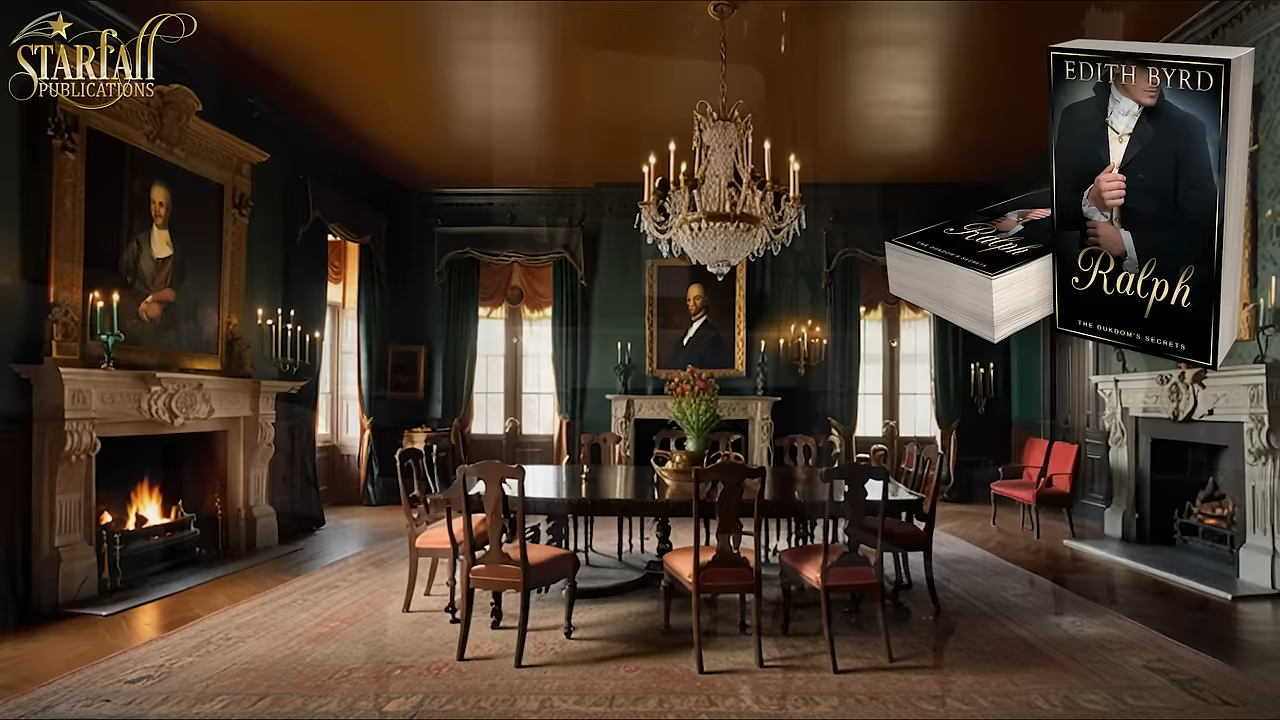 STARfall
PUBLICATIONS
EDITH BYRD
Ralph
THE DUKDOM'S SECRETS
Ralph
THE DUKDOM'S SECRETS